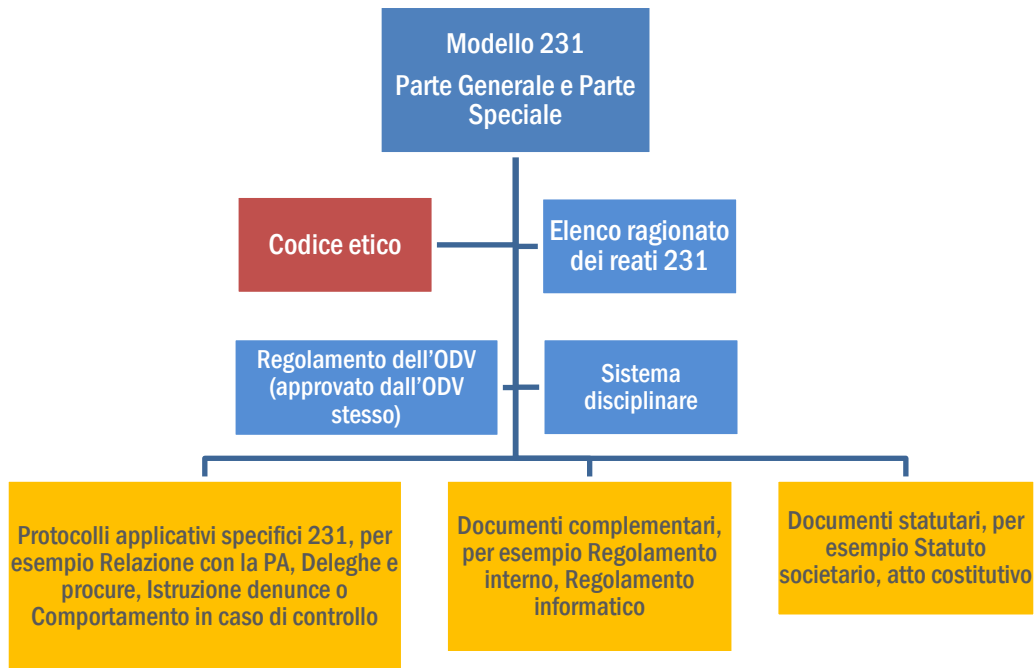 Modello 231
Parte Generale e Parte
Speciale
Codice etico
Elenco ragionato
dei reati 231
Regolamento dell'ODV
(approvato dall'ODV
stesso)
Sistema
disciplinare
Protocolli applicativi specifici 231, per
esempio Relazione con la PA, Deleghe e
procure, Istruzione denunce o
Comportamento in caso di controllo
Documenti complementari,
per esempio Regolamento
interno, Regolamento
informatico
Documenti statutari, per
esempio Statuto
societario, atto costitutivo